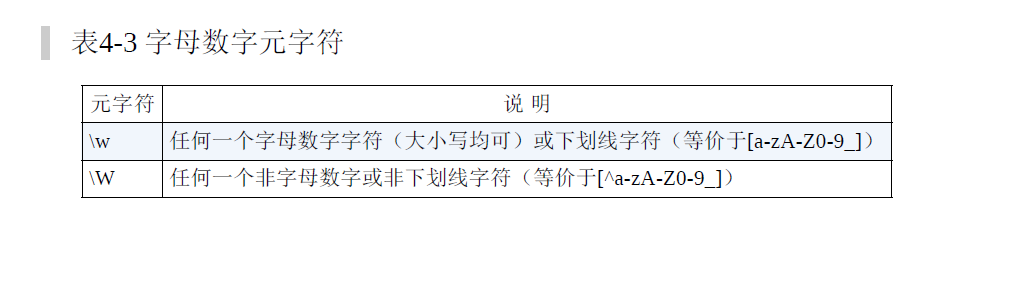 表4-3 字母数字元字符
元字符 说 明
\w 任何一个字母数字字符（大小写均可）或下划线字符（等价于[a-zA-Z0-9_]）
\W 任何一个非字母数字或非下划线字符（等价于[^a-zA-Z0-9_]）